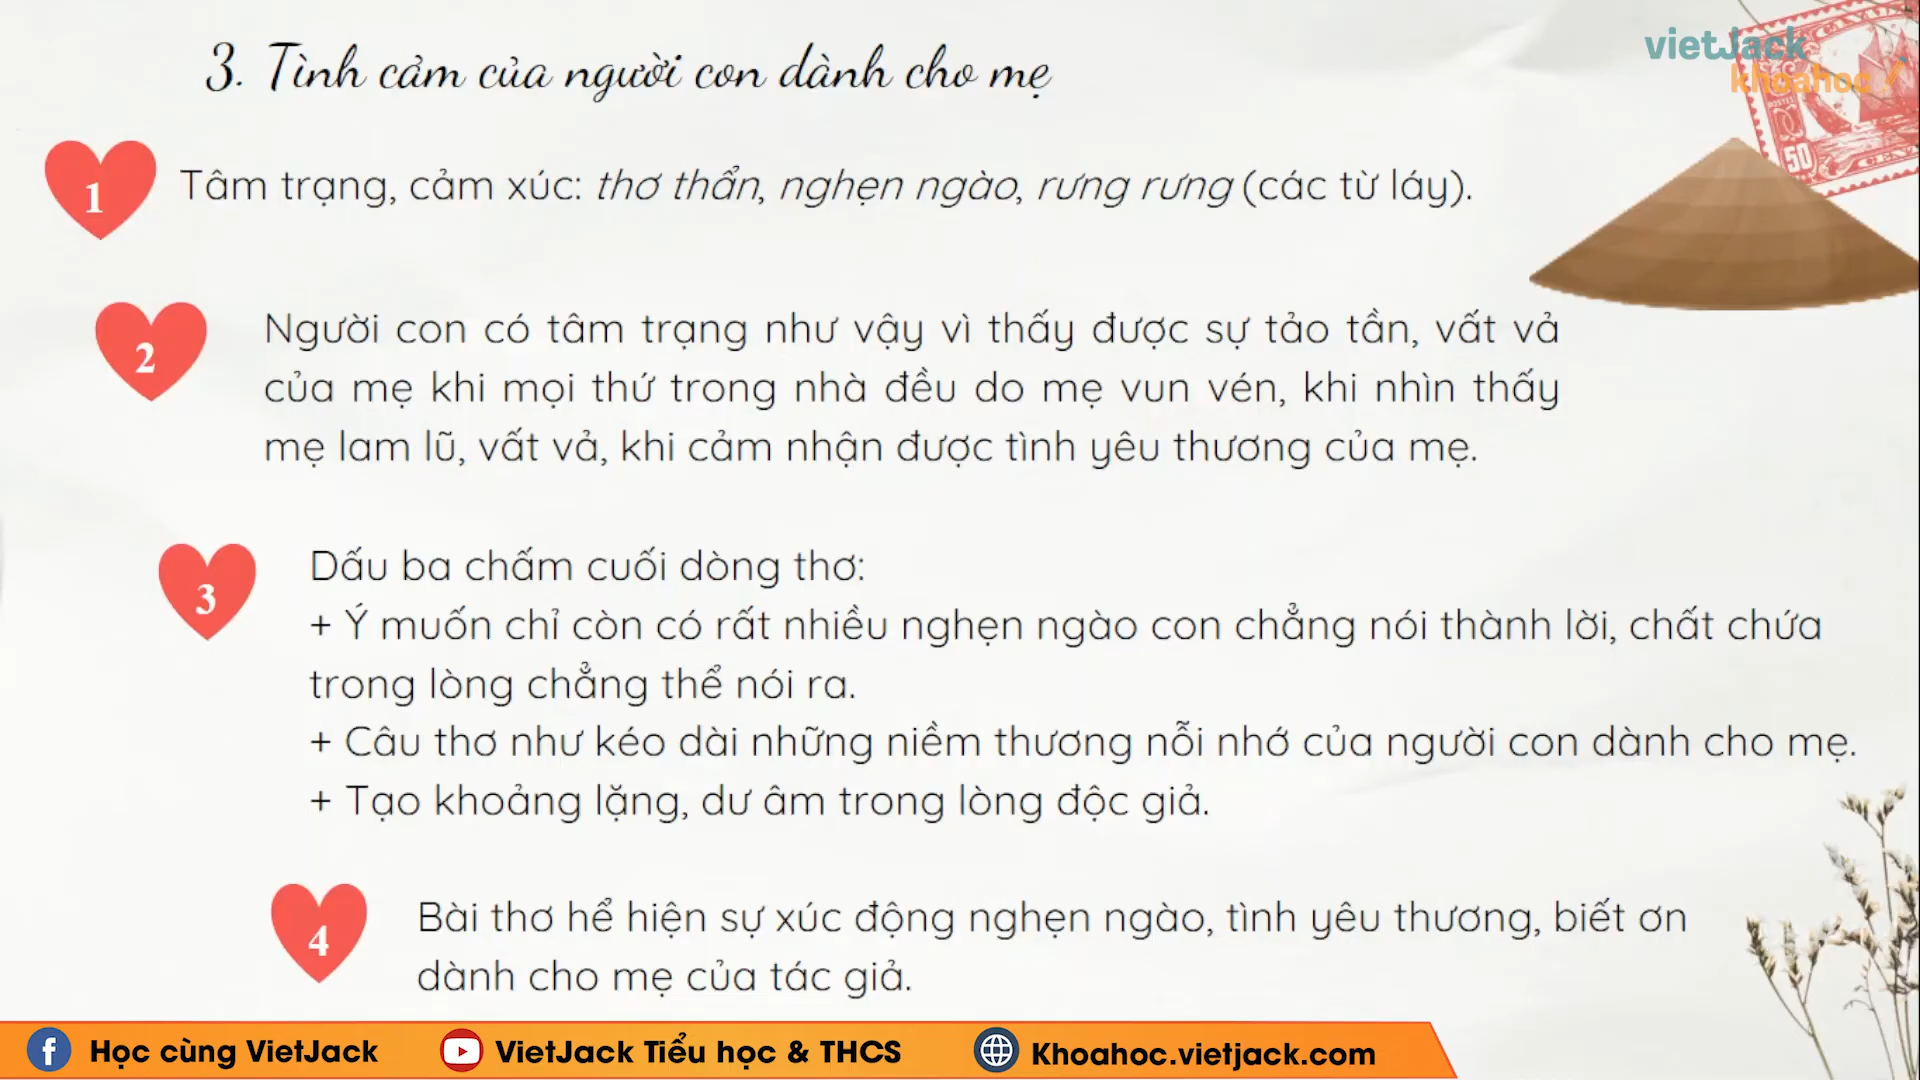 3. Tình cảm của người con dành cho mẹ
vietJack
khoahoc
1
Tâm trạng, cảm xúc: thơ thẩn, nghẹn ngào, rưng rưng (các từ láy).
50
2
Người con có tâm trạng như vậy vì thấy được sự tảo tần, vất vả
của mẹ khi mọi thứ trong nhà đều do mẹ vun vén, khi nhìn thấy
mẹ lam lũ, vất vả, khi cảm nhận được tình yêu thương của mẹ.
3
Dấu ba chấm cuối dòng thơ:
+ Ý muốn chỉ còn có rất nhiều nghẹn ngào con chẳng nói thành lời, chất chứa
trong lòng chẳng thể nói ra.
+ Câu thơ như kéo dài những niềm thương nỗi nhớ của người con dành cho mẹ.
+ Tạo khoảng lặng, dư âm trong lòng độc giả.
4
Bài thơ hể hiện sự xúc động nghẹn ngào, tình yêu thương, biết ơn
dành cho mẹ của tác giả.
Học cùng VietJack
VietJack Tiểu học & THCS
Khoahoc.vietjack.com